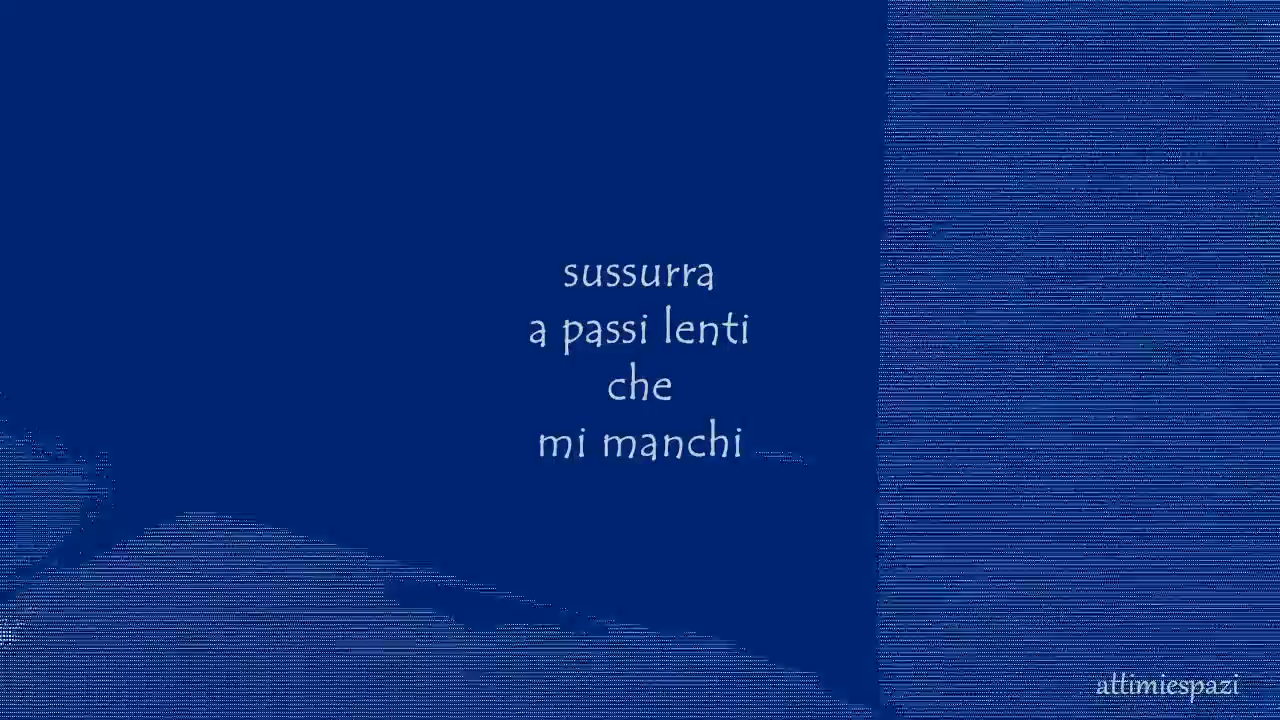 sussurra
a passi lenti
che
mi manchi
attimiespazi